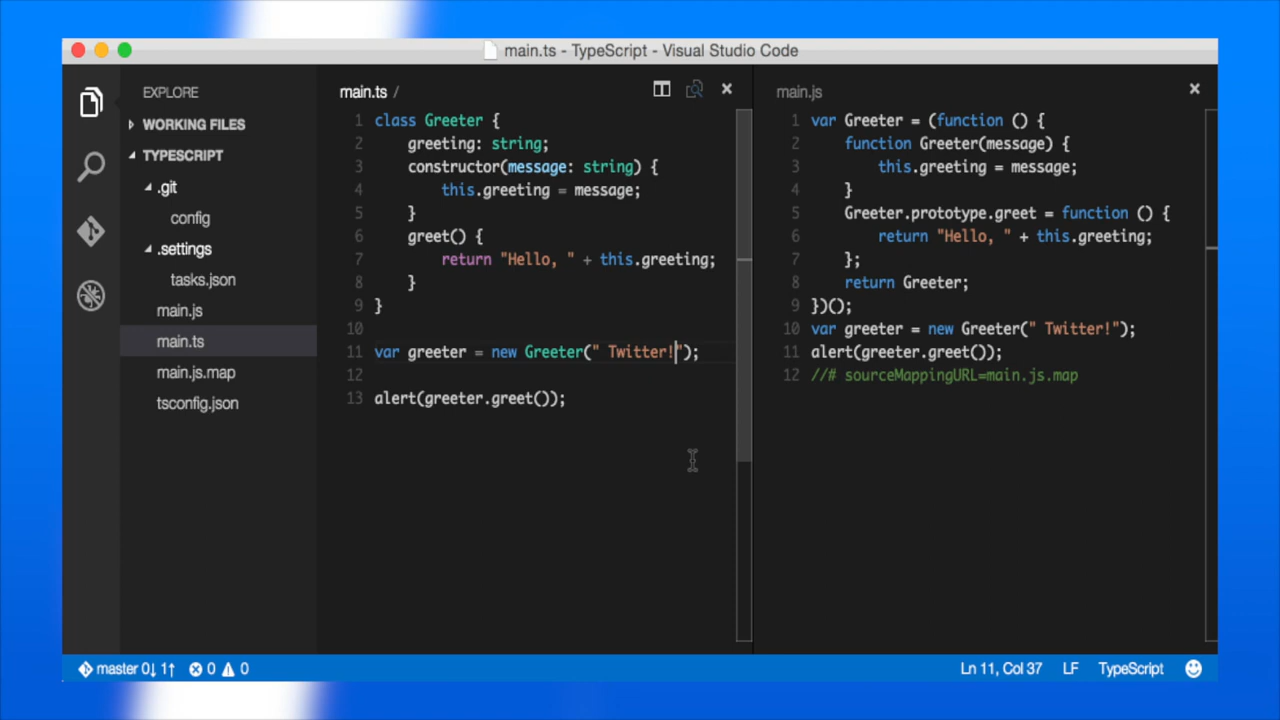 main.ts - TypeScript - Visual Studio Code
EXPLORE
WORKING FILES
TYPESCRIPT
.git
config
.settings
tasks.json
main.js
main.ts
main.js.map
tsconfig.json
main.ts /
1 class Greeter {
2 greeting: string;
3 constructor(message: string) {
4 this.greeting = message;
5 }
6 greet() {
7 return "Hello, " + this.greeting;
8 }
9 }
10
11 var greeter = new Greeter(" Twitter!");
12
13 alert(greeter.greet());
main.js
1 var Greeter = (function () {
2 function Greeter(message) {
3 this.greeting = message;
4 }
5 Greeter.prototype.greet = function () {
6 return "Hello, " + this.greeting;
7 };
8 return Greeter;
9 })();
10 var greeter = new Greeter(" Twitter!");
11 alert(greeter.greet());
12 //# sourceMappingURL=main.js.map
master 0↓ 1↑ 0 0 Ln 11, Col 37 LF TypeScript